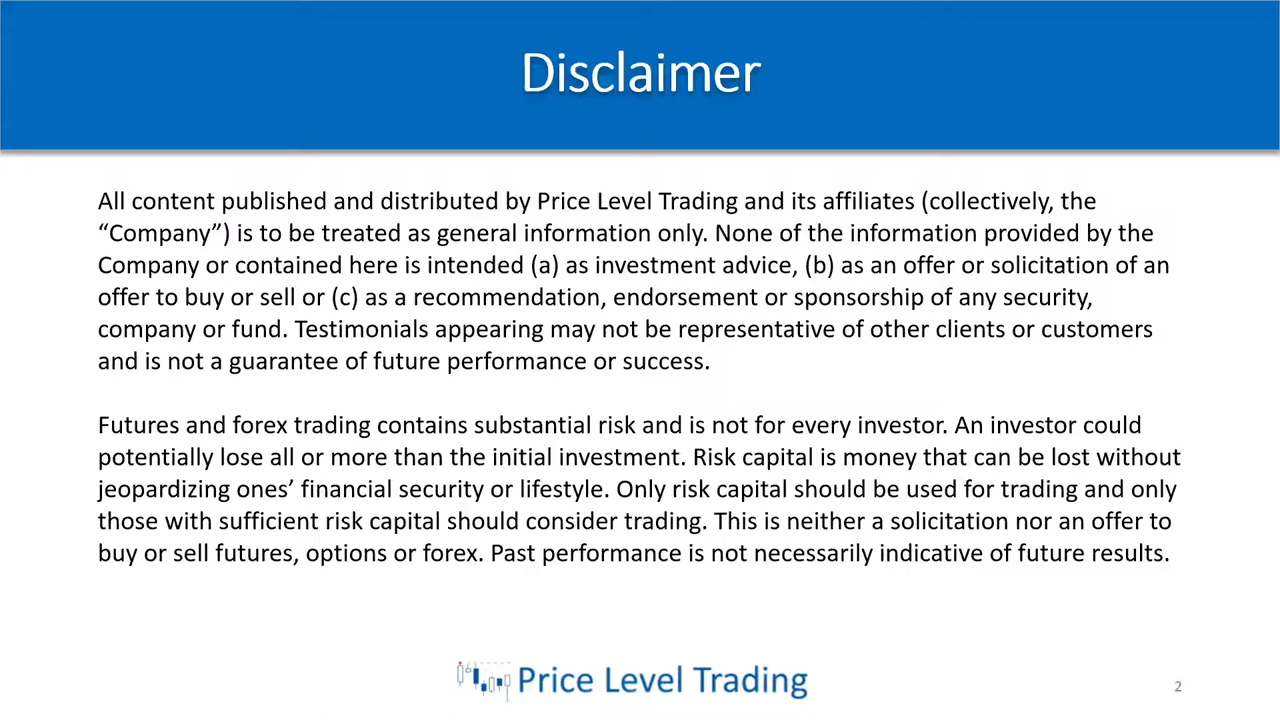 Disclaimer
All content published and distributed by Price Level Trading and its affiliates (collectively, the
“Company”) is to be treated as general information only. None of the information provided by the
Company or contained here is intended (a) as investment advice, (b) as an offer or solicitation of an
offer to buy or sell or (c) as a recommendation, endorsement or sponsorship of any security,
company or fund. Testimonials appearing may not be representative of other clients or customers
and is not a guarantee of future performance or success.
Futures and forex trading contains substantial risk and is not for every investor. An investor could
potentially lose all or more than the initial investment. Risk capital is money that can be lost without
jeopardizing ones’ financial security or lifestyle. Only risk capital should be used for trading and only
those with sufficient risk capital should consider trading. This is neither a solicitation nor an offer to
buy or sell futures, options or forex. Past performance is not necessarily indicative of future results.
Price Level Trading
2